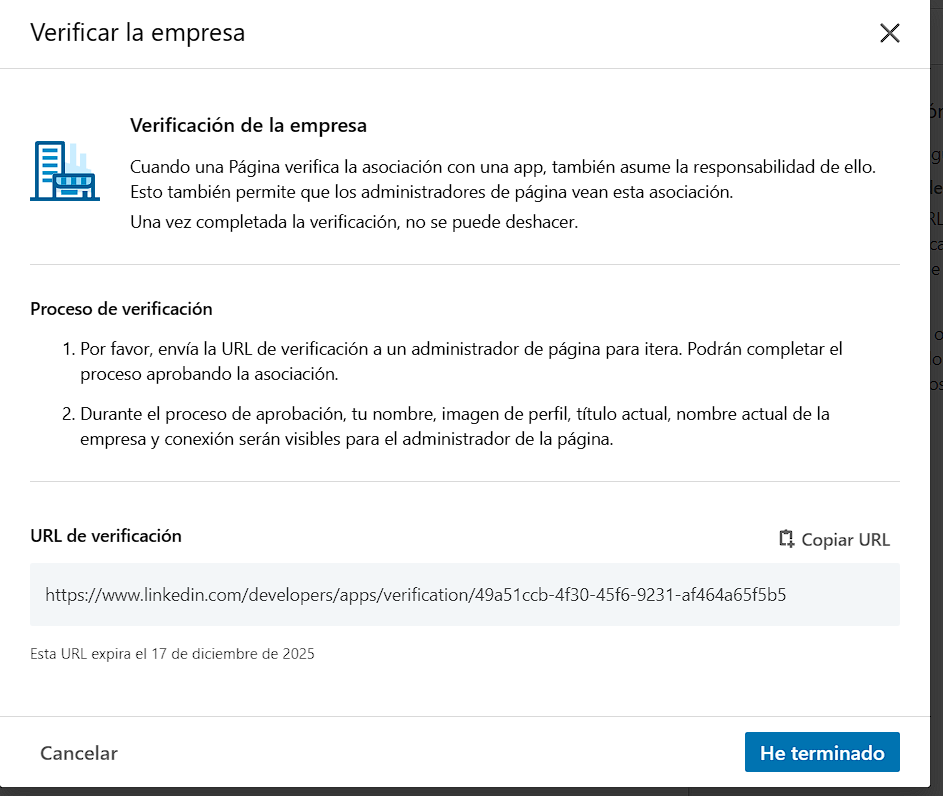 Verificar la empresa
Verificación de la empresa
Cuando una Página verifica la asociación con una app, también asume la responsabilidad de ello.
Esto también permite que los administradores de página vean esta asociación.
Una vez completada la verificación, no se puede deshacer.
Proceso de verificación
1. Por favor, envía la URL de verificación a un administrador de página para itera. Podrán completar el
proceso aprobando la asociación.
2. Durante el proceso de aprobación, tu nombre, imagen de perfil, título actual, nombre actual de la
empresa y conexión serán visibles para el administrador de la página.
URL de verificación
Copiar URL
https://www.linkedin.com/developers/apps/verification/49a51ccb-4f30-45f6-9231-af464a65f5b5
Esta URL expira el 17 de diciembre de 2025
Cancelar
He terminado